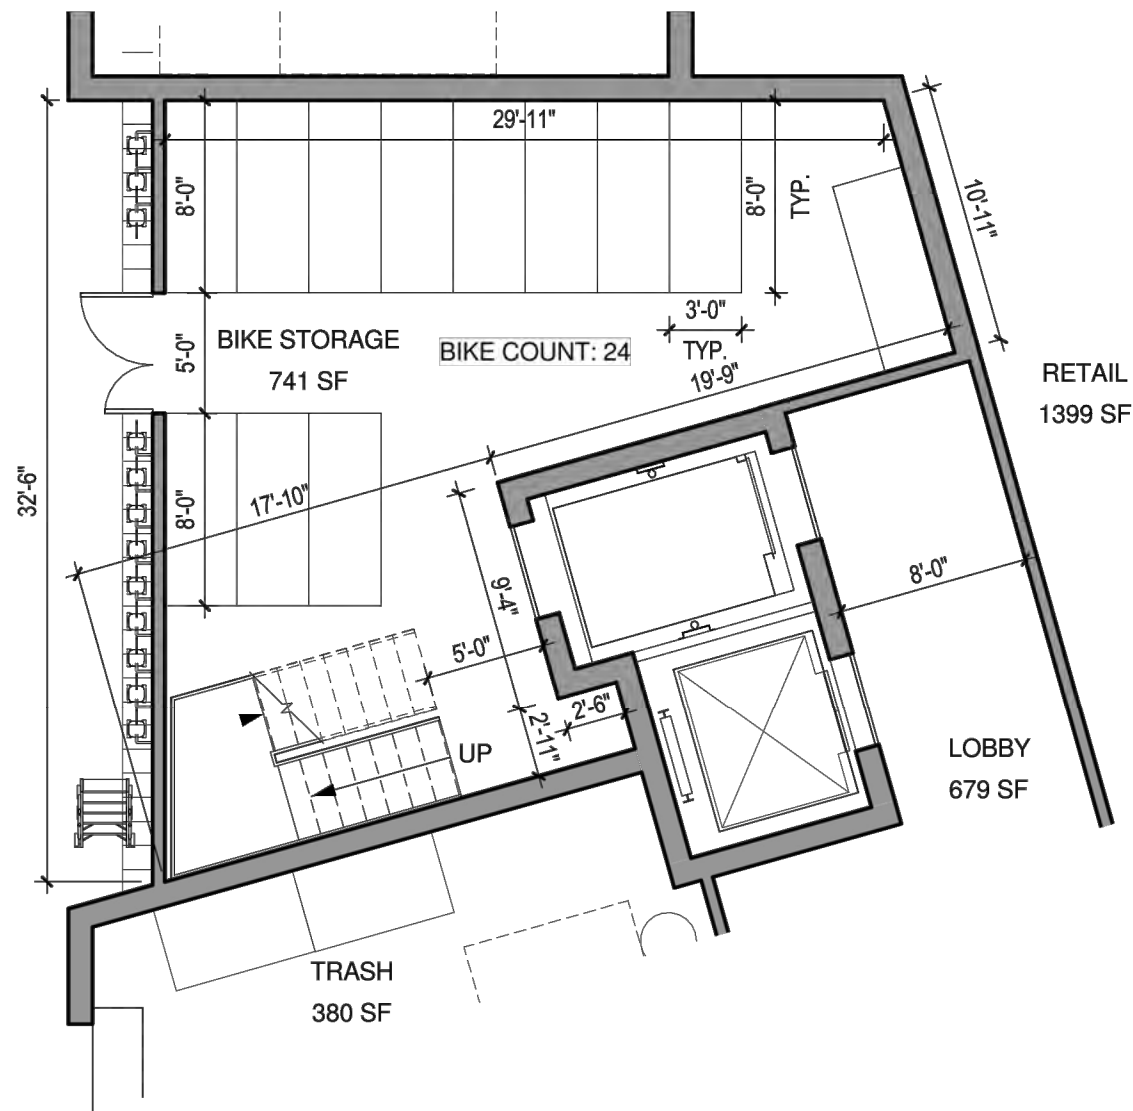 29'-11"
8'-0"
8'-0"
TYP.
10'-11"
3'-0"
TYP.
BIKE STORAGE
741 SF
BIKE COUNT: 24
5'-0"
19'-9"
RETAIL
1399 SF
32'-6"
17'-10"
8'-0"
9'-4"
8'-0"
5'-0"
2'-6"
2'-11"
UP
LOBBY
679 SF
TRASH
380 SF